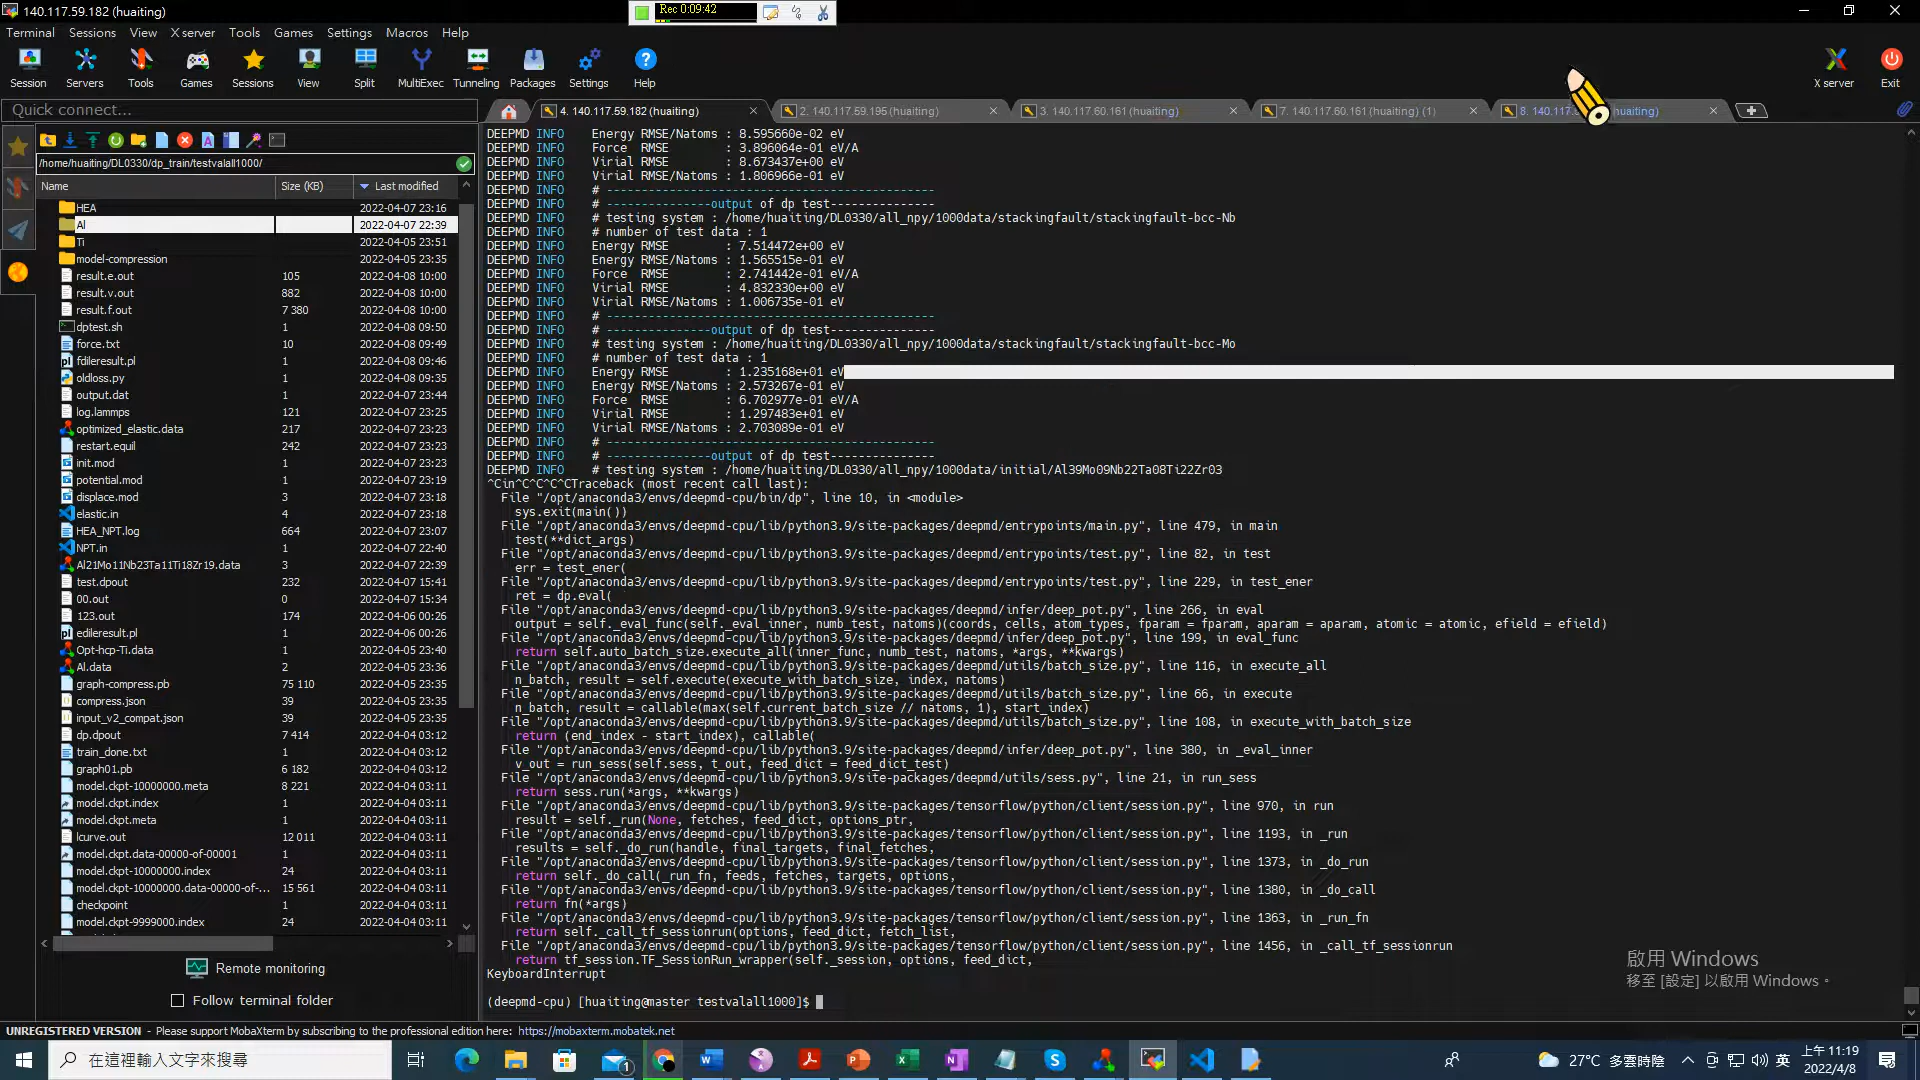 140.117.59.182 (huaiting)
Rec 0:09:42
Terminal Sessions View X server Tools Games Settings Macros Help
Session Servers Tools Games Sessions View Split MultiExec Tunneling Packages Settings Help X server Exit
Quick connect...
4. 140.117.59.182 (huaiting)
2. 140.117.59.195 (huaiting)
3. 140.117.60.161 (huaiting)
7. 140.117.60.161 (huaiting) (1)
8. 140.117. huaiting)
/home/huaiting/DL0330/dp_train/testvalall1000/
Name Size (KB) Last modified
HEA 2022-04-07 23:16
Al 2022-04-07 22:39
Ti 2022-04-05 23:51
model-compression 2022-04-05 23:35
result.e.out 105 2022-04-08 10:00
result.v.out 882 2022-04-08 10:00
result.f.out 7 380 2022-04-08 10:00
dptest.sh 1 2022-04-08 09:50
force.txt 10 2022-04-08 09:49
fdileresult.pl 1 2022-04-08 09:46
oldloss.py 1 2022-04-08 09:35
output.dat 1 2022-04-07 23:44
log.lammps 121 2022-04-07 23:25
optimized_elastic.data 217 2022-04-07 23:23
restart.equil 242 2022-04-07 23:23
init.mod 1 2022-04-07 23:23
potential.mod 1 2022-04-07 23:19
displace.mod 3 2022-04-07 23:18
elastic.in 4 2022-04-07 23:18
HEA_NPT.log 664 2022-04-07 23:07
NPT.in 1 2022-04-07 22:40
Al21Mo11Nb23Ta11Ti18Zr19.data 3 2022-04-07 22:39
test.dpout 232 2022-04-07 15:41
00.out 0 2022-04-07 15:34
123.out 174 2022-04-06 00:26
edileresult.pl 1 2022-04-06 00:26
Opt-hcp-Ti.data 1 2022-04-05 23:40
Al.data 2 2022-04-05 23:36
graph-compress.pb 75 110 2022-04-05 23:35
compress.json 39 2022-04-05 23:35
input_v2_compat.json 39 2022-04-05 23:35
dp.dpout 7 414 2022-04-04 03:12
train_done.txt 1 2022-04-04 03:12
graph01.pb 6 182 2022-04-04 03:12
model.ckpt-10000000.meta 8 221 2022-04-04 03:11
model.ckpt.index 1 2022-04-04 03:11
model.ckpt.meta 1 2022-04-04 03:11
lcurve.out 12 011 2022-04-04 03:11
model.ckpt.data-00000-of-00001 1 2022-04-04 03:11
model.ckpt-10000000.index 24 2022-04-04 03:11
model.ckpt-10000000.data-00000-of-... 15 561 2022-04-04 03:11
checkpoint 1 2022-04-04 03:11
model.ckpt-9999000.index 24 2022-04-04 03:11
Remote monitoring
Follow terminal folder
DEEPMD INFO Energy RMSE/Natoms : 8.595660e-02 eV
DEEPMD INFO Force RMSE : 3.896064e-01 eV/A
DEEPMD INFO Virial RMSE : 8.673437e+00 eV
DEEPMD INFO Virial RMSE/Natoms : 1.806966e-01 eV
DEEPMD INFO # -----------------------------------------------
DEEPMD INFO # ---------------output of dp test---------------
DEEPMD INFO # testing system : /home/huaiting/DL0330/all_npy/1000data/stackingfault/stackingfault-bcc-Nb
DEEPMD INFO # number of test data : 1
DEEPMD INFO Energy RMSE : 7.514472e+00 eV
DEEPMD INFO Energy RMSE/Natoms : 1.565515e-01 eV
DEEPMD INFO Force RMSE : 2.741442e-01 eV/A
DEEPMD INFO Virial RMSE : 4.832330e+00 eV
DEEPMD INFO Virial RMSE/Natoms : 1.006735e-01 eV
DEEPMD INFO # -----------------------------------------------
DEEPMD INFO # ---------------output of dp test---------------
DEEPMD INFO # testing system : /home/huaiting/DL0330/all_npy/1000data/stackingfault/stackingfault-bcc-Mo
DEEPMD INFO # number of test data : 1
DEEPMD INFO Energy RMSE : 1.235168e+01 eV
DEEPMD INFO Energy RMSE/Natoms : 2.573267e-01 eV
DEEPMD INFO Force RMSE : 6.702977e-01 eV/A
DEEPMD INFO Virial RMSE : 1.297483e+01 eV
DEEPMD INFO Virial RMSE/Natoms : 2.703089e-01 eV
DEEPMD INFO # -----------------------------------------------
DEEPMD INFO # ---------------output of dp test---------------
DEEPMD INFO # testing system : /home/huaiting/DL0330/all_npy/1000data/initial/Al39Mo09Nb22Ta08Ti22Zr03
^Cin^C^C^C^CTraceback (most recent call last):
File "/opt/anaconda3/envs/deepmd-cpu/bin/dp", line 10, in <module>
sys.exit(main())
File "/opt/anaconda3/envs/deepmd-cpu/lib/python3.9/site-packages/deepmd/entrypoints/main.py", line 479, in main
test(**dict_args)
File "/opt/anaconda3/envs/deepmd-cpu/lib/python3.9/site-packages/deepmd/entrypoints/test.py", line 82, in test
err = test_ener(
File "/opt/anaconda3/envs/deepmd-cpu/lib/python3.9/site-packages/deepmd/entrypoints/test.py", line 229, in test_ener
ret = dp.eval(
File "/opt/anaconda3/envs/deepmd-cpu/lib/python3.9/site-packages/deepmd/infer/deep_pot.py", line 266, in eval
output = self._eval_func(self._eval_inner, numb_test, natoms)(coords, cells, atom_types, fparam = fparam, aparam = aparam, atomic = atomic, efield = efield)
File "/opt/anaconda3/envs/deepmd-cpu/lib/python3.9/site-packages/deepmd/infer/deep_pot.py", line 199, in eval_func
return self.auto_batch_size.execute_all(inner_func, numb_test, natoms, *args, **kwargs)
File "/opt/anaconda3/envs/deepmd-cpu/lib/python3.9/site-packages/deepmd/utils/batch_size.py", line 116, in execute_all
n_batch, result = self.execute(execute_with_batch_size, index, natoms)
File "/opt/anaconda3/envs/deepmd-cpu/lib/python3.9/site-packages/deepmd/utils/batch_size.py", line 66, in execute
n_batch, result = callable(max(self.current_batch_size // natoms, 1), start_index)
File "/opt/anaconda3/envs/deepmd-cpu/lib/python3.9/site-packages/deepmd/utils/batch_size.py", line 108, in execute_with_batch_size
return (end_index - start_index), callable(
File "/opt/anaconda3/envs/deepmd-cpu/lib/python3.9/site-packages/deepmd/infer/deep_pot.py", line 380, in _eval_inner
v_out = run_sess(self.sess, t_out, feed_dict = feed_dict_test)
File "/opt/anaconda3/envs/deepmd-cpu/lib/python3.9/site-packages/deepmd/utils/sess.py", line 21, in run_sess
return sess.run(*args, **kwargs)
File "/opt/anaconda3/envs/deepmd-cpu/lib/python3.9/site-packages/tensorflow/python/client/session.py", line 970, in run
result = self._run(None, fetches, feed_dict, options_ptr,
File "/opt/anaconda3/envs/deepmd-cpu/lib/python3.9/site-packages/tensorflow/python/client/session.py", line 1193, in _run
results = self._do_run(handle, final_targets, final_fetches,
File "/opt/anaconda3/envs/deepmd-cpu/lib/python3.9/site-packages/tensorflow/python/client/session.py", line 1373, in _do_run
return self._do_call(_run_fn, feeds, fetches, targets, options,
File "/opt/anaconda3/envs/deepmd-cpu/lib/python3.9/site-packages/tensorflow/python/client/session.py", line 1380, in _do_call
return fn(*args)
File "/opt/anaconda3/envs/deepmd-cpu/lib/python3.9/site-packages/tensorflow/python/client/session.py", line 1363, in _run_fn
return self._call_tf_sessionrun(options, feed_dict, fetch_list,
File "/opt/anaconda3/envs/deepmd-cpu/lib/python3.9/site-packages/tensorflow/python/client/session.py", line 1456, in _call_tf_sessionrun
return tf_session.TF_SessionRun_wrapper(self._session, options, feed_dict,
KeyboardInterrupt
(deepmd-cpu) [huaiting@master testvalall1000]$
啟用 Windows
移至 [設定] 以啟用 Windows。
UNREGISTERED VERSION - Please support MobaXterm by subscribing to the professional edition here: https://mobaxterm.mobatek.net
在這裡輸入文字來搜尋
27°C 多雲時陰
英
上午 11:19
2022/4/8